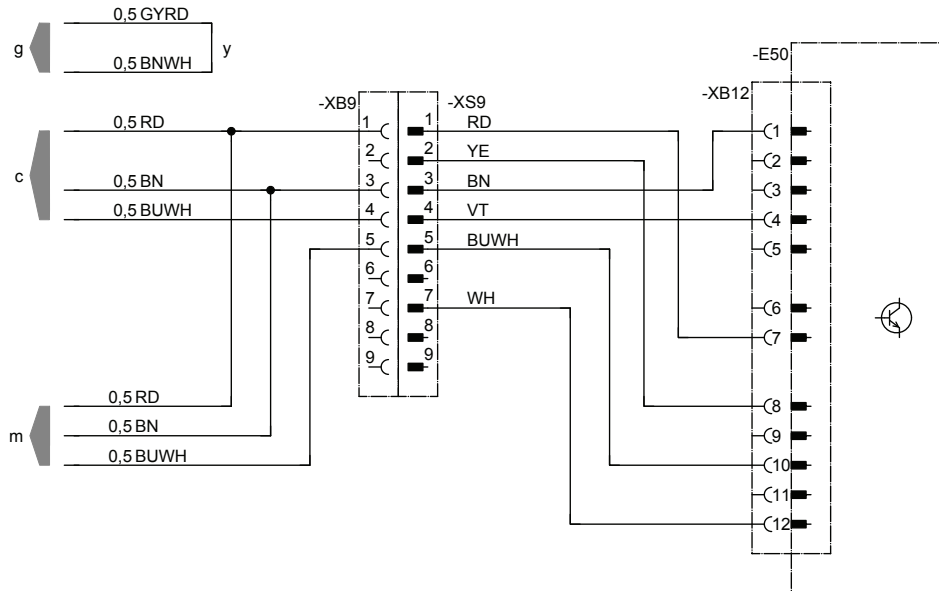 0,5 GYRD
g
y
0,5 BNWH
-E50
-XB12
-XB9
-XS9
0,5 RD
1
1
RD
1
2
2
YE
2
c
0,5 BN
3
3
BN
3
0,5 BUWH
4
4
VT
4
5
5
BUWH
5
6
6
7
7
WH
6
8
8
7
9
9
0,5 RD
8
m
0,5 BN
9
0,5 BUWH
10
11
12